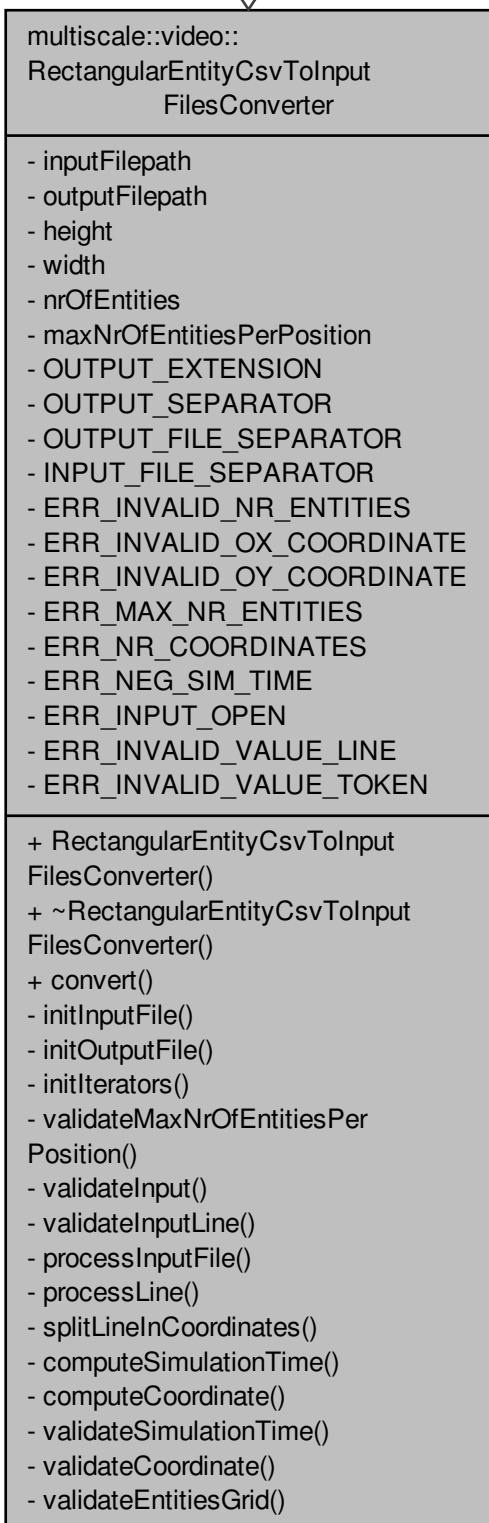 multiscale::video::
RectangularEntityCsvToInput
FilesConverter
- inputFilepath
- outputFilepath
- height
- width
- nrOfEntities
- maxNrOfEntitiesPerPosition
- OUTPUT_EXTENSION
- OUTPUT_SEPARATOR
- OUTPUT_FILE_SEPARATOR
- INPUT_FILE_SEPARATOR
- ERR_INVALID_NR_ENTITIES
- ERR_INVALID_OX_COORDINATE
- ERR_INVALID_OY_COORDINATE
- ERR_MAX_NR_ENTITIES
- ERR_NR_COORDINATES
- ERR_NEG_SIM_TIME
- ERR_INPUT_OPEN
- ERR_INVALID_VALUE_LINE
- ERR_INVALID_VALUE_TOKEN
+ RectangularEntityCsvToInput
FilesConverter()
+ ~RectangularEntityCsvToInput
FilesConverter()
+ convert()
- initInputFile()
- initOutputFile()
- initIterators()
- validateMaxNrOfEntitiesPer
Position()
- validateInput()
- validateInputLine()
- processInputFile()
- processLine()
- splitLineInCoordinates()
- computeSimulationTime()
- computeCoordinate()
- validateSimulationTime()
- validateCoordinate()
- validateEntitiesGrid()